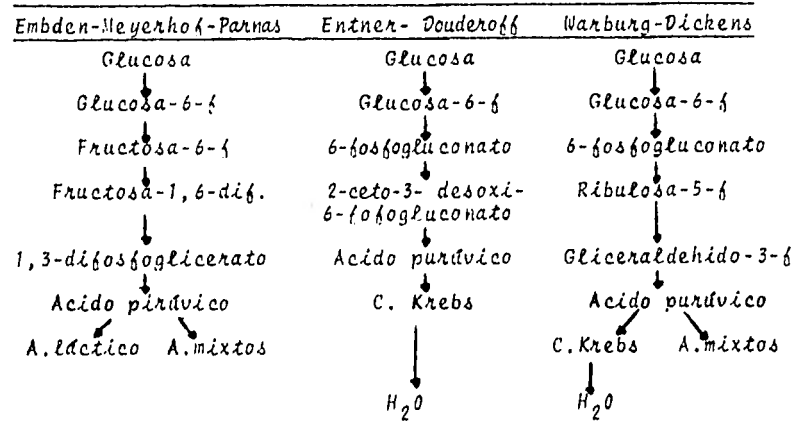 Embden-Meyerhof-Parnas Entner- Douderoff Warburg-Dickens
Glucosa Glucosa Glucosa
Glucosa-6-f Glucosa-6-f Glucosa-6-f
Fructosa-6-f 6-fosfogluconato 6-fosfogluconato
Fructosa-1,6-dif. 2-ceto-3- desoxi- Ribulosa-5-f
6-fofogluconato
1,3-difosfoglicerato Acido purúvico Gliceraldehido-3-f
Acido pirúvico C. Krebs Acido purúvico
A.láctico A.mixtos C.Krebs A.mixtos
H2O H2O